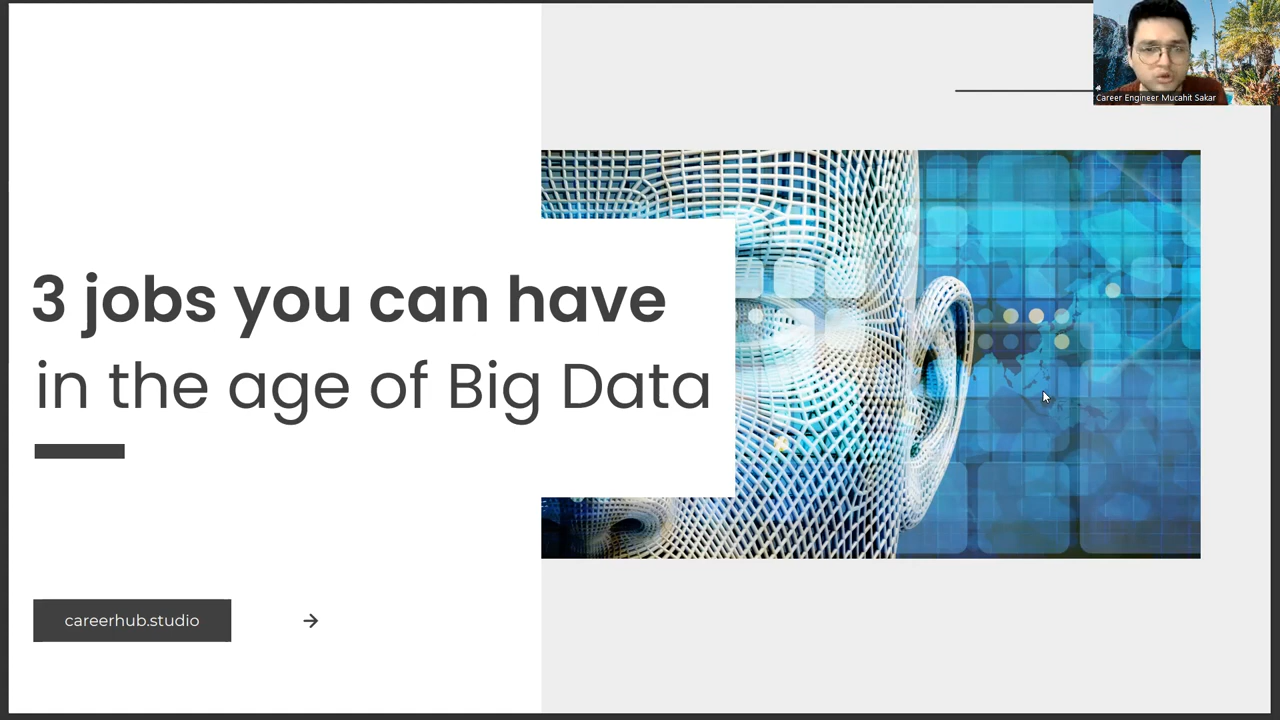 Career Engineer Mucahit Sakar
3 jobs you can have
in the age of Big Data
careerhub.studio